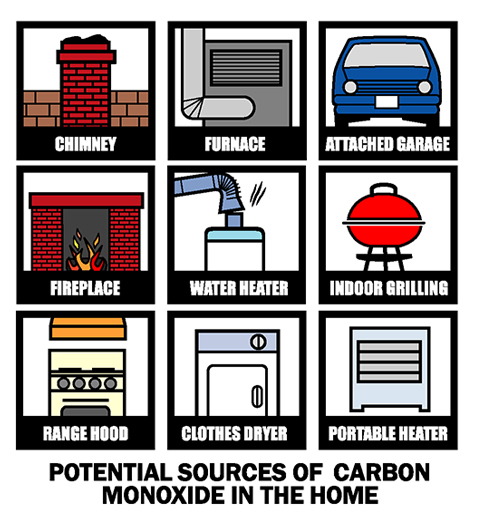 CHIMNEY
FURNACE
ATTACHED GARAGE
FIREPLACE
WATER HEATER
INDOOR GRILLING
RANGE HOOD
CLOTHES DRYER
PORTABLE HEATER
POTENTIAL SOURCES OF CARBON
MONOXIDE IN THE HOME